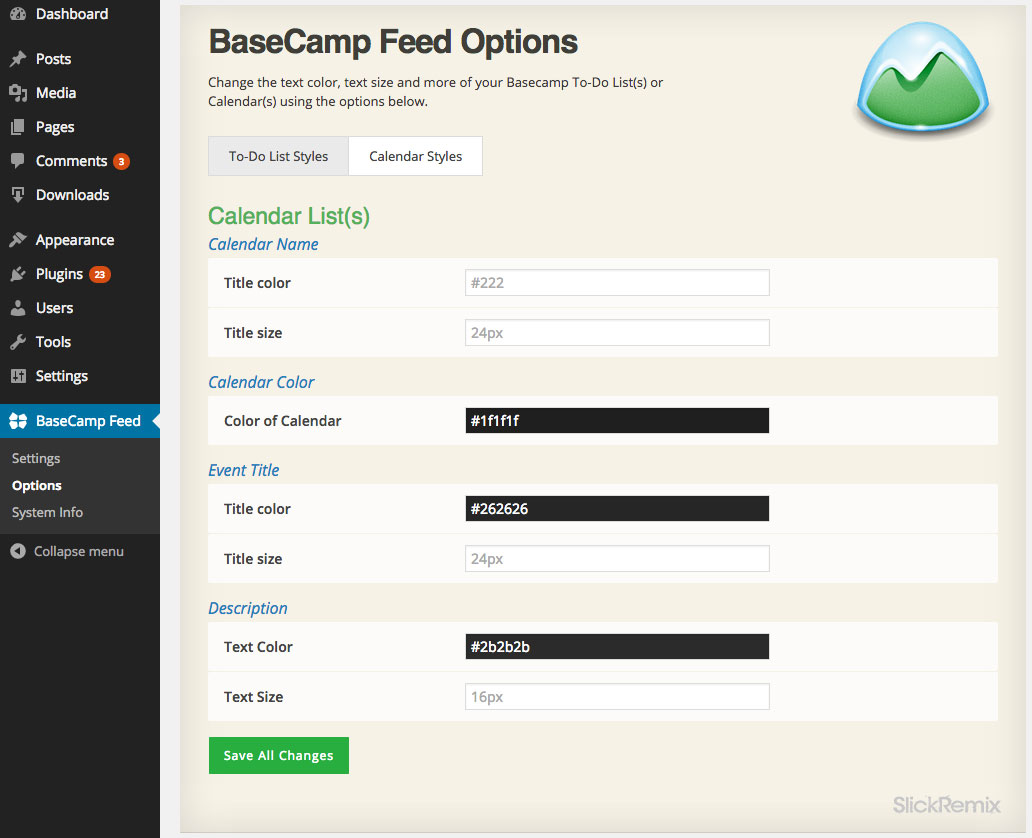 Dashboard
Posts
Media
Pages
Comments 3
Downloads
Appearance
Plugins 23
Users
Tools
Settings
BaseCamp Feed
Settings
Options
System Info
Collapse menu
BaseCamp Feed Options
Change the text color, text size and more of your Basecamp To-Do List(s) or
Calendar(s) using the options below.
To-Do List Styles
Calendar Styles
Calendar List(s)
Calendar Name
Title color #222
Title size 24px
Calendar Color
Color of Calendar #1f1f1f
Event Title
Title color #262626
Title size 24px
Description
Text Color #2b2b2b
Text Size 16px
Save All Changes
SlickRemix